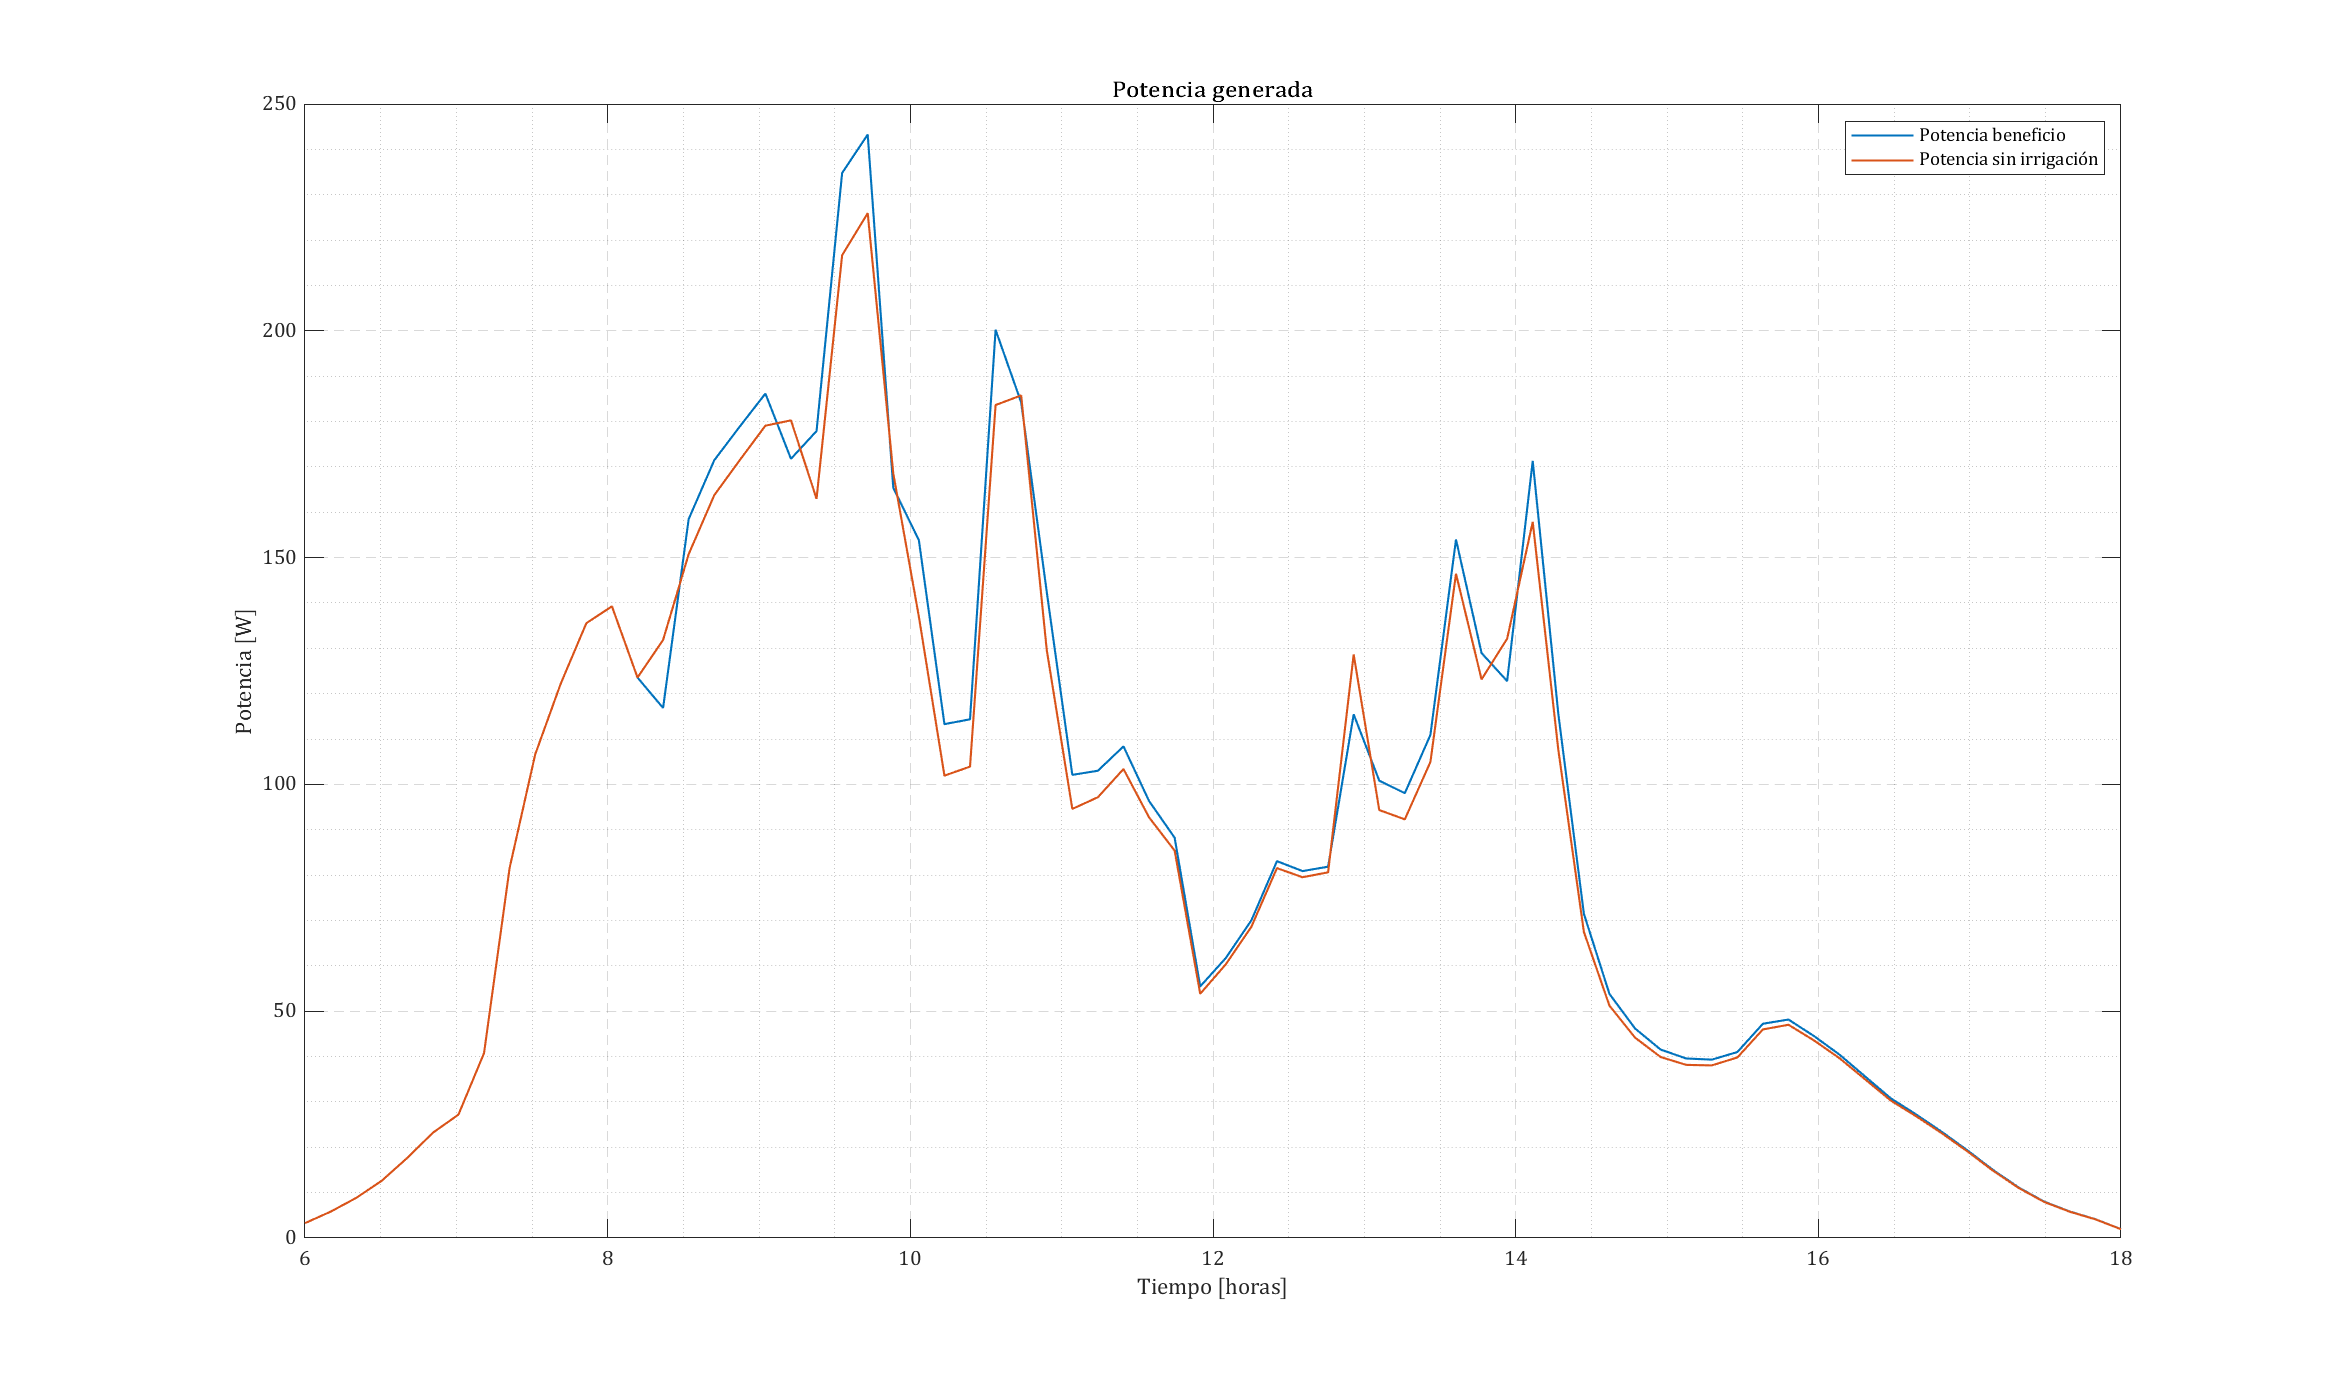 Potencia generada
250
200
150
100
50
0
Potencia [W]
Potencia beneficio
Potencia sin irrigación
6 8 10 12 14 16 18
Tiempo [horas]